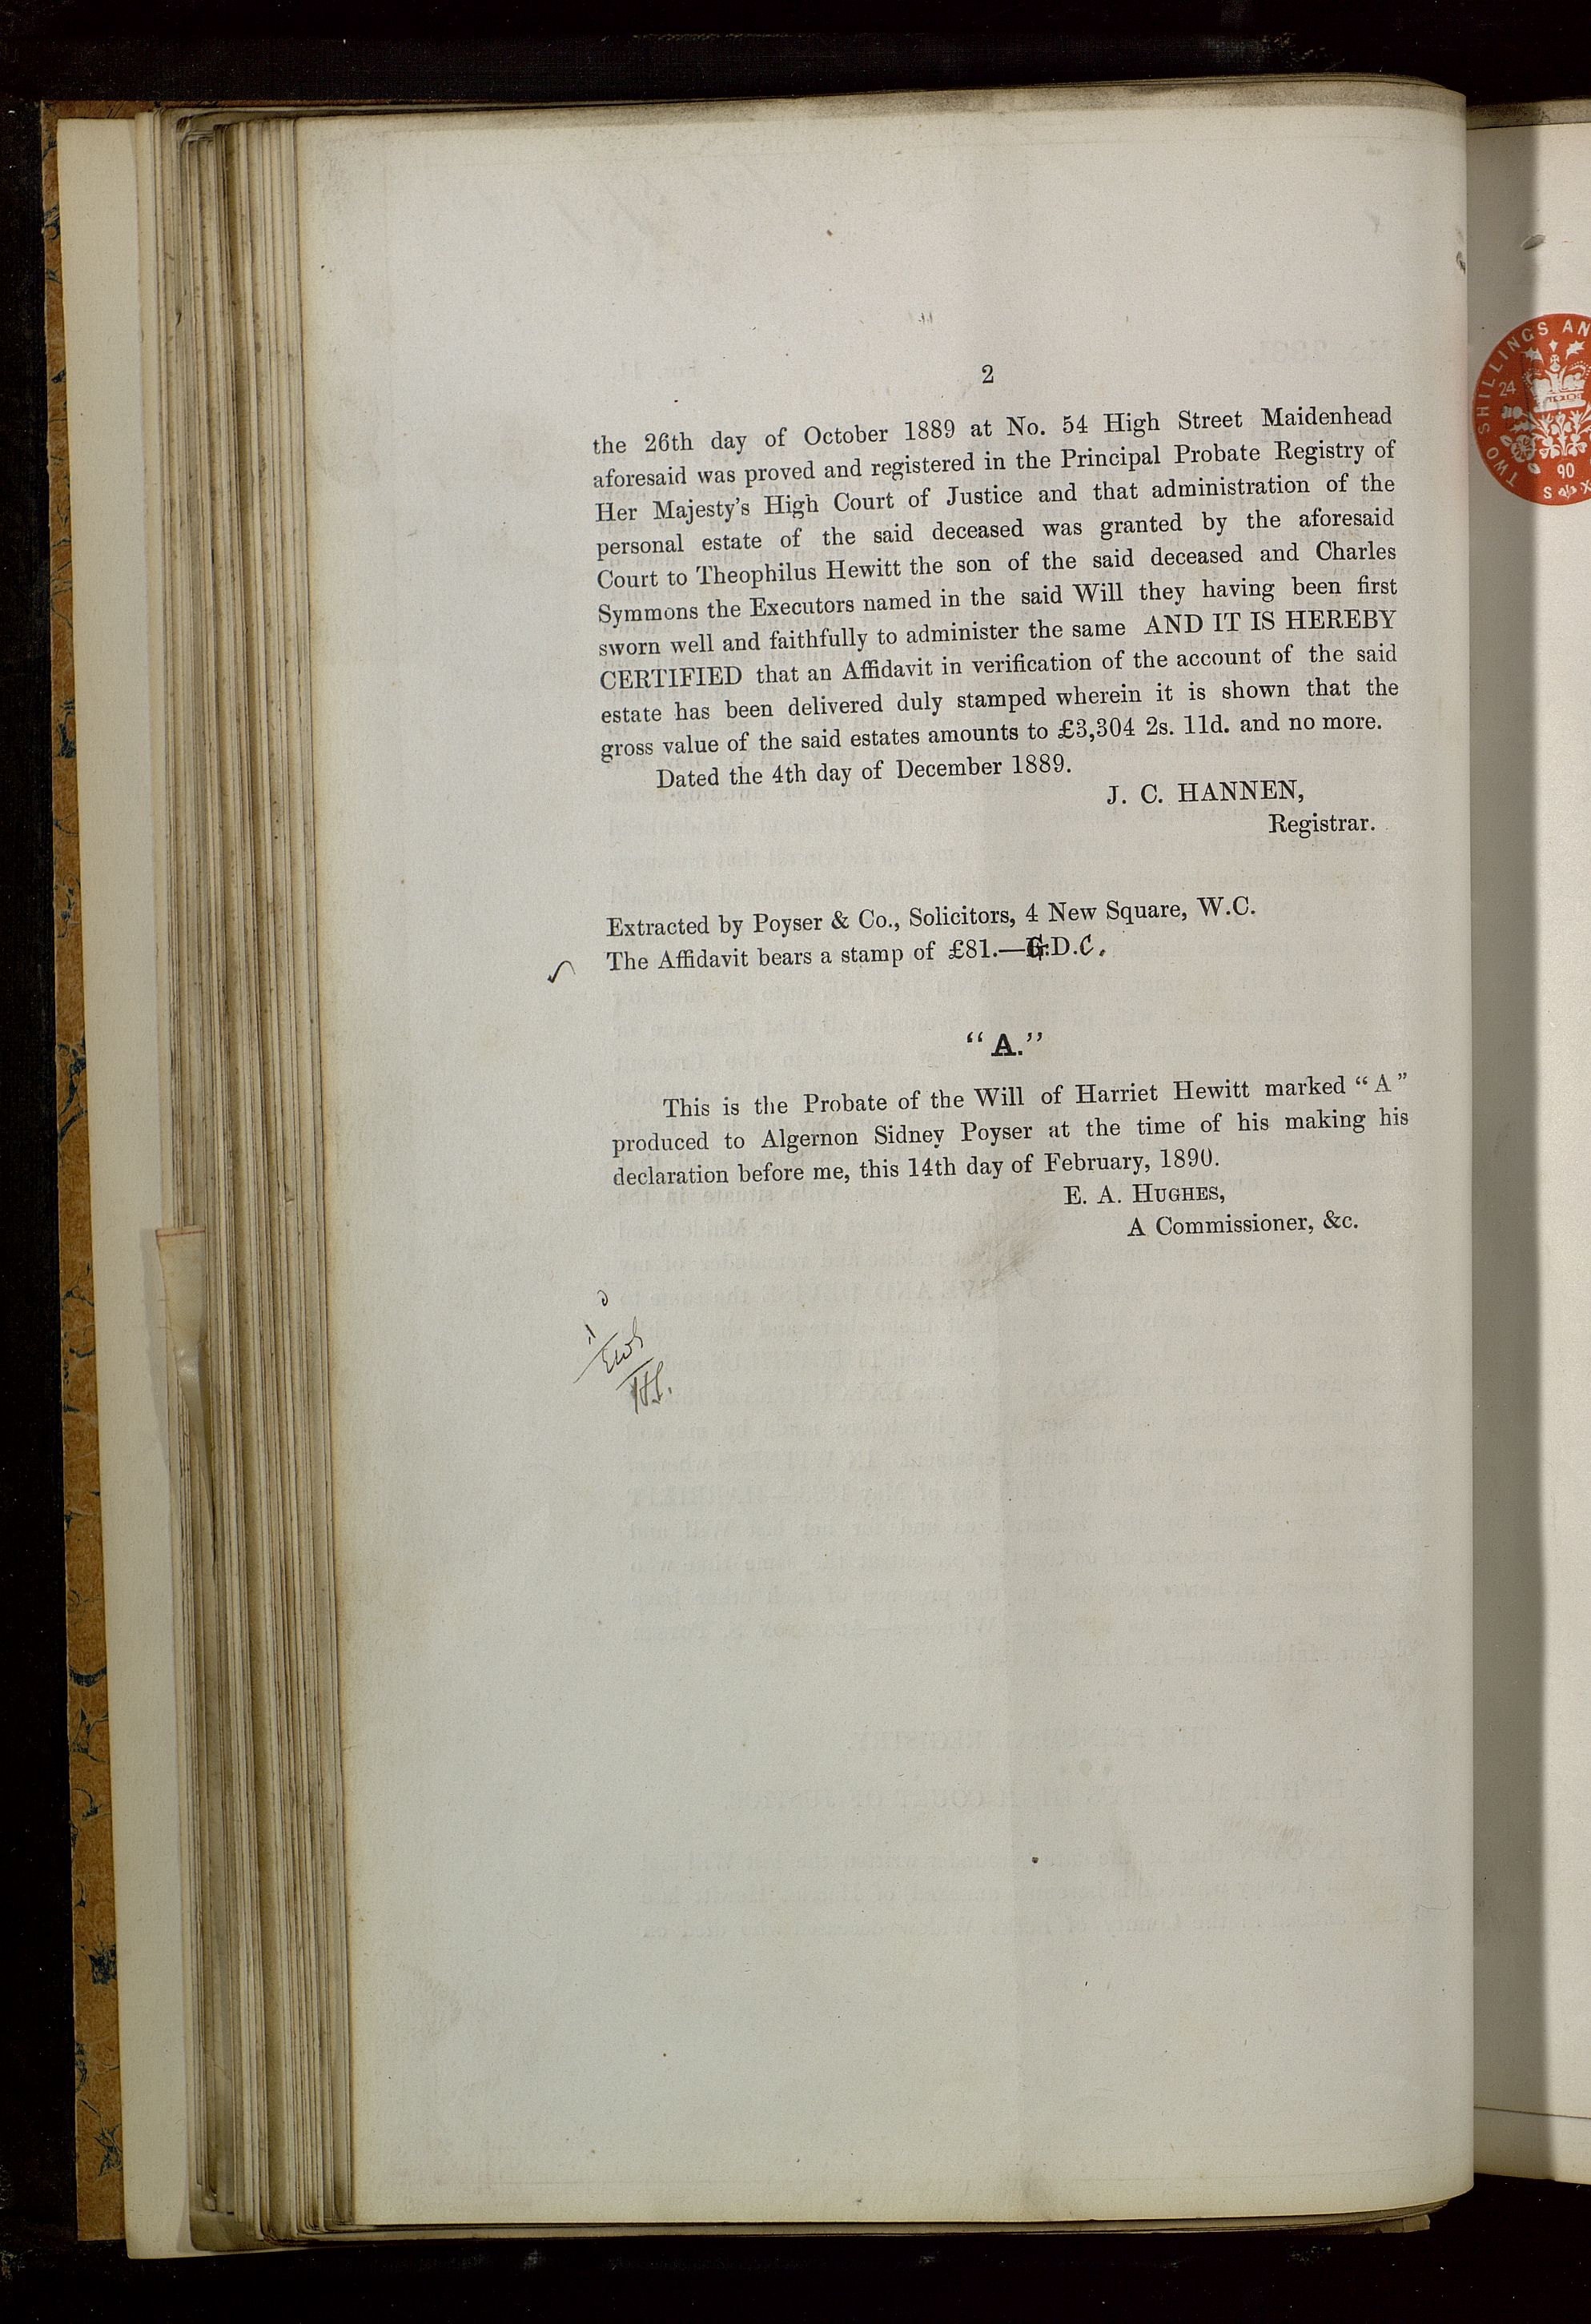 2
the 26th day of October 1889 at No. 54 High Street Maidenhead
aforesaid was proved and registered in the Principal Probate Registry of
Her Majesty's High Court of Justice and that administration of the
personal estate of the said deceased was granted by the aforesaid
Court to Theophilus Hewitt the son of the said deceased and Charles
Symmons the Executors named in the said Will they having been first
sworn well and faithfully to administer the same AND IT IS HEREBY
CERTIFIED that an Affidavit in verification of the account of the said
estate has been delivered duly stamped wherein it is shown that the
gross value of the said estates amounts to £3,304 2s. 11d. and no more.
Dated the 4th day of December 1889.
J. C. HANNEN,
Registrar.
Extracted by Poyser & Co., Solicitors, 4 New Square, W.C.
The Affidavit bears a stamp of £81.—G.D.C.
"A."
This is the Probate of the Will of Harriet Hewitt marked "A"
produced to Algernon Sidney Poyser at the time of his making his
declaration before me, this 14th day of February, 1890.
E. A. HUGHES,
A Commissioner, &c.
TWO SHILLINGS AN
24
90